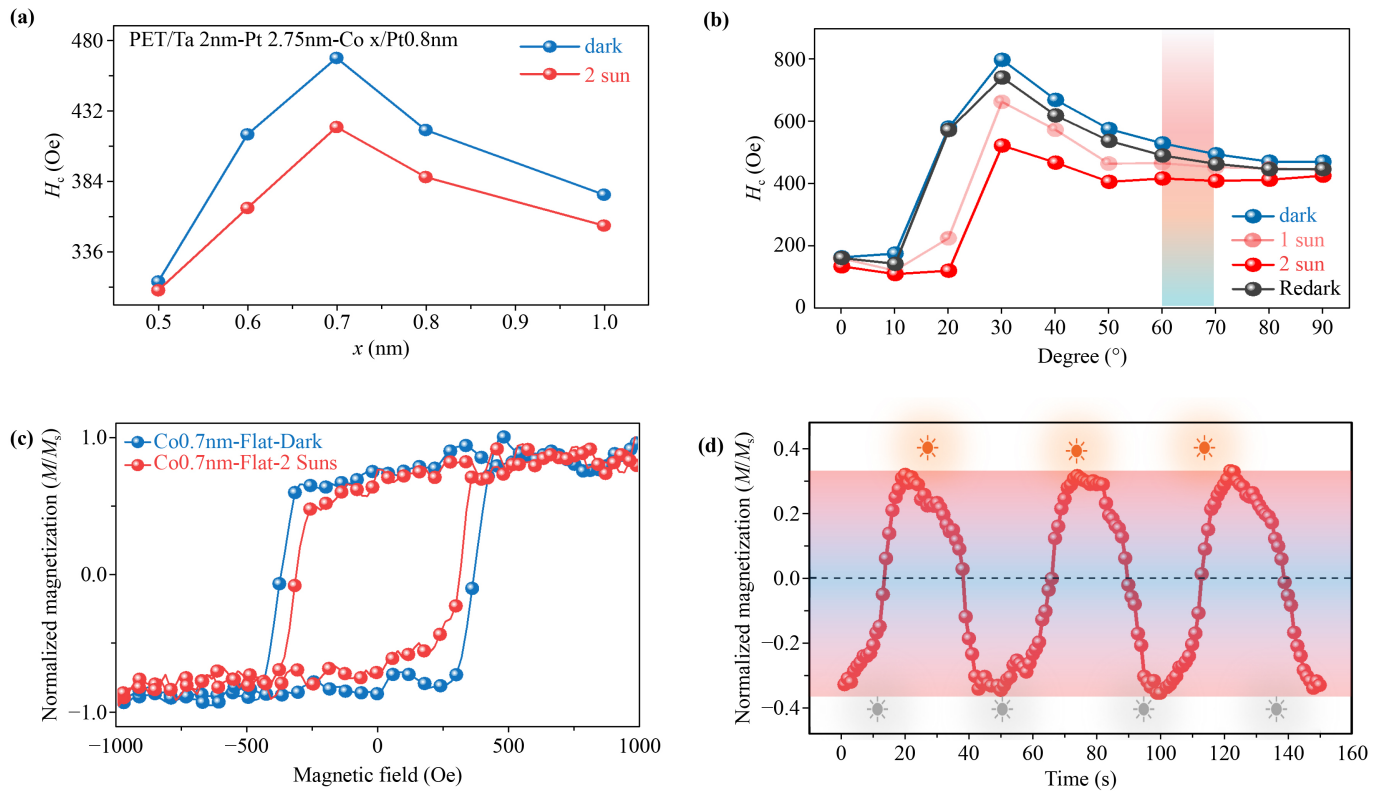 (a)
PET/Ta 2nm-Pt 2.75nm-Co x/Pt0.8nm
dark
2 sun
480
432
384
336
Hc (Oe)
0.5 0.6 0.7 0.8 0.9 1.0
x (nm)
(b)
800
600
400
200
0
Hc (Oe)
dark
1 sun
2 sun
Redark
0 10 20 30 40 50 60 70 80 90
Degree (°)
(c)
Co0.7nm-Flat-Dark
Co0.7nm-Flat-2 Suns
1.0
0.0
−1.0
Normalized magnetization (M/Ms)
−1000 −500 0 500 1000
Magnetic field (Oe)
(d)
0.4
0.2
0.0
−0.2
−0.4
Normalized magnetization (M/Ms)
0 20 40 60 80 100 120 140 160
Time (s)